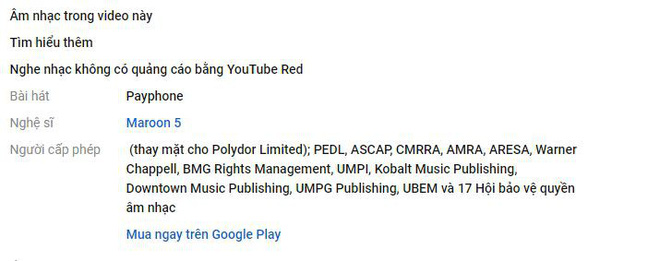 Âm nhạc trong video này
Tìm hiểu thêm
Nghe nhạc không có quảng cáo bằng YouTube Red
Bài hát Payphone
Nghệ sĩ Maroon 5
Người cấp phép (thay mặt cho Polydor Limited); PEDL, ASCAP, CMRRA, AMRA, ARESA, Warner
Chappell, BMG Rights Management, UMPI, Kobalt Music Publishing,
Downtown Music Publishing, UMPG Publishing, UBEM và 17 Hội bảo vệ quyền
âm nhạc
Mua ngay trên Google Play